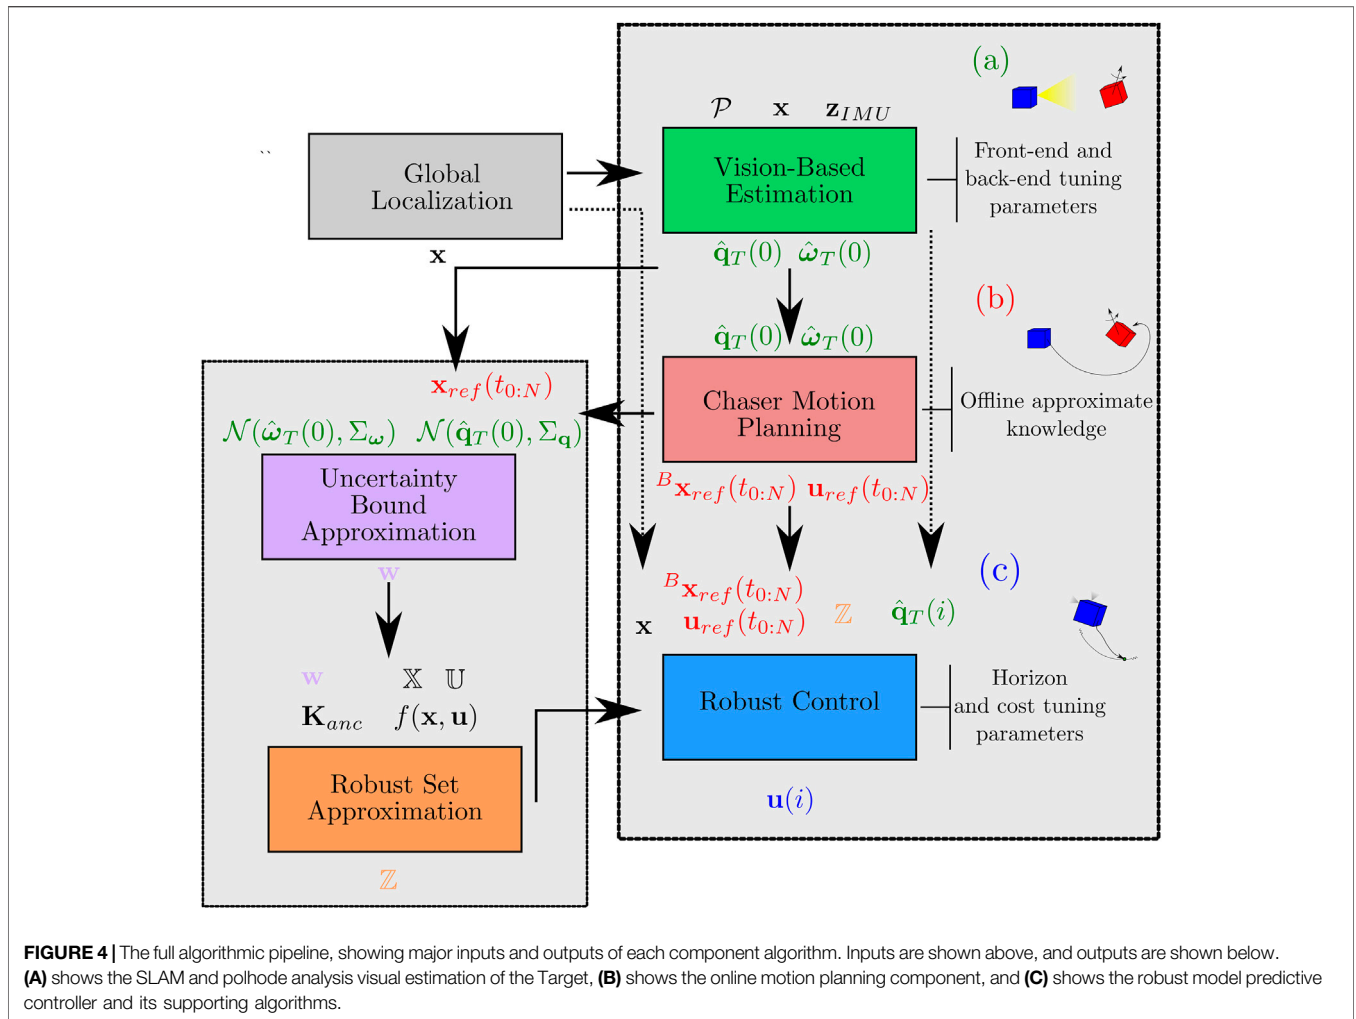 (a)
𝒫 x z_IMU
``
Global
Localization
x
Vision-Based
Estimation
Front-end and
back-end tuning
parameters
q̂_T(0) ω̂_T(0)
(b)
q̂_T(0) ω̂_T(0)
Chaser Motion
Planning
Offline approximate
knowledge
ᴮx_ref(t_0:N) u_ref(t_0:N)
x_ref(t_0:N)
𝒩(ω̂_T(0), Σ_ω) 𝒩(q̂_T(0), Σ_q)
Uncertainty
Bound
Approximation
w
w 𝕏 𝕌
K_anc f(x, u)
Robust Set
Approximation
ℤ
(c)
ᴮx_ref(t_0:N)
x u_ref(t_0:N) ℤ q̂_T(i)
Robust Control
Horizon
and cost tuning
parameters
u(i)
FIGURE 4 | The full algorithmic pipeline, showing major inputs and outputs of each component algorithm. Inputs are shown above, and outputs are shown below.
(A) shows the SLAM and polhode analysis visual estimation of the Target, (B) shows the online motion planning component, and (C) shows the robust model predictive
controller and its supporting algorithms.